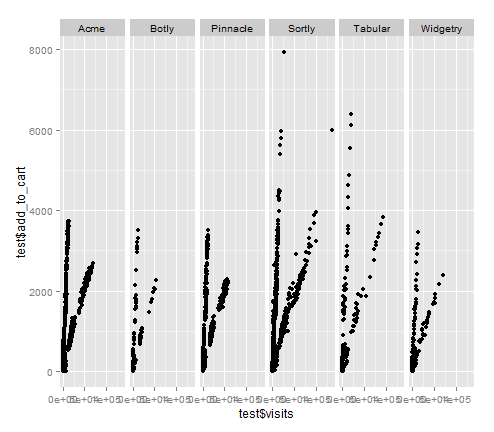 Acme
Botly
Pinnacle
Sortly
Tabular
Widgetry
8000
6000
4000
2000
0
test$add_to_cart
test$visits